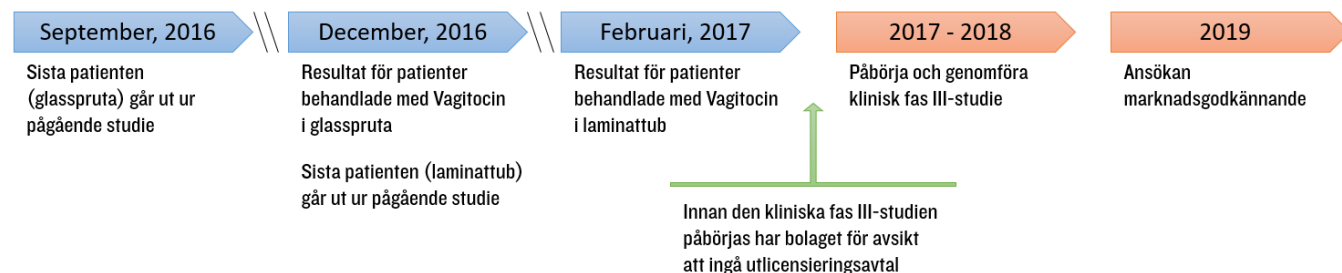 September, 2016
Sista patienten
(glasspruta) går ut ur
pågående studie
December, 2016
Resultat för patienter
behandlade med Vagitocin
i glasspruta
Sista patienten (laminattub)
går ut ur pågående studie
Februari, 2017
Resultat för patienter
behandlade med Vagitocin
i laminattub
2017 - 2018
Påbörja och genomföra
klinisk fas III-studie
2019
Ansökan
marknadsgodkännande
Innan den kliniska fas III-studien
påbörjas har bolaget för avsikt
att ingå utlicensieringsavtal